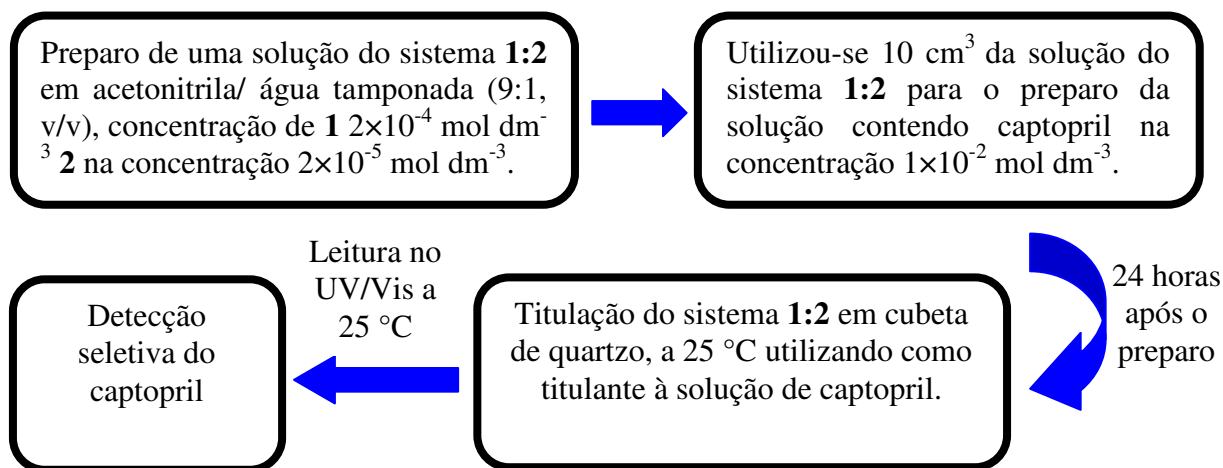 Preparo de uma solução do sistema 1:2
em acetonitrila/ água tamponada (9:1,
v/v), concentração de 1 2×10⁻⁴ mol dm⁻
³ 2 na concentração 2×10⁻⁵ mol dm⁻³.
Utilizou-se 10 cm³ da solução do
sistema 1:2 para o preparo da
solução contendo captopril na
concentração 1×10⁻² mol dm⁻³.
24 horas
após o
preparo
Titulação do sistema 1:2 em cubeta
de quartzo, a 25 °C utilizando como
titulante à solução de captopril.
Leitura no
UV/Vis a
25 °C
Detecção
seletiva do
captopril